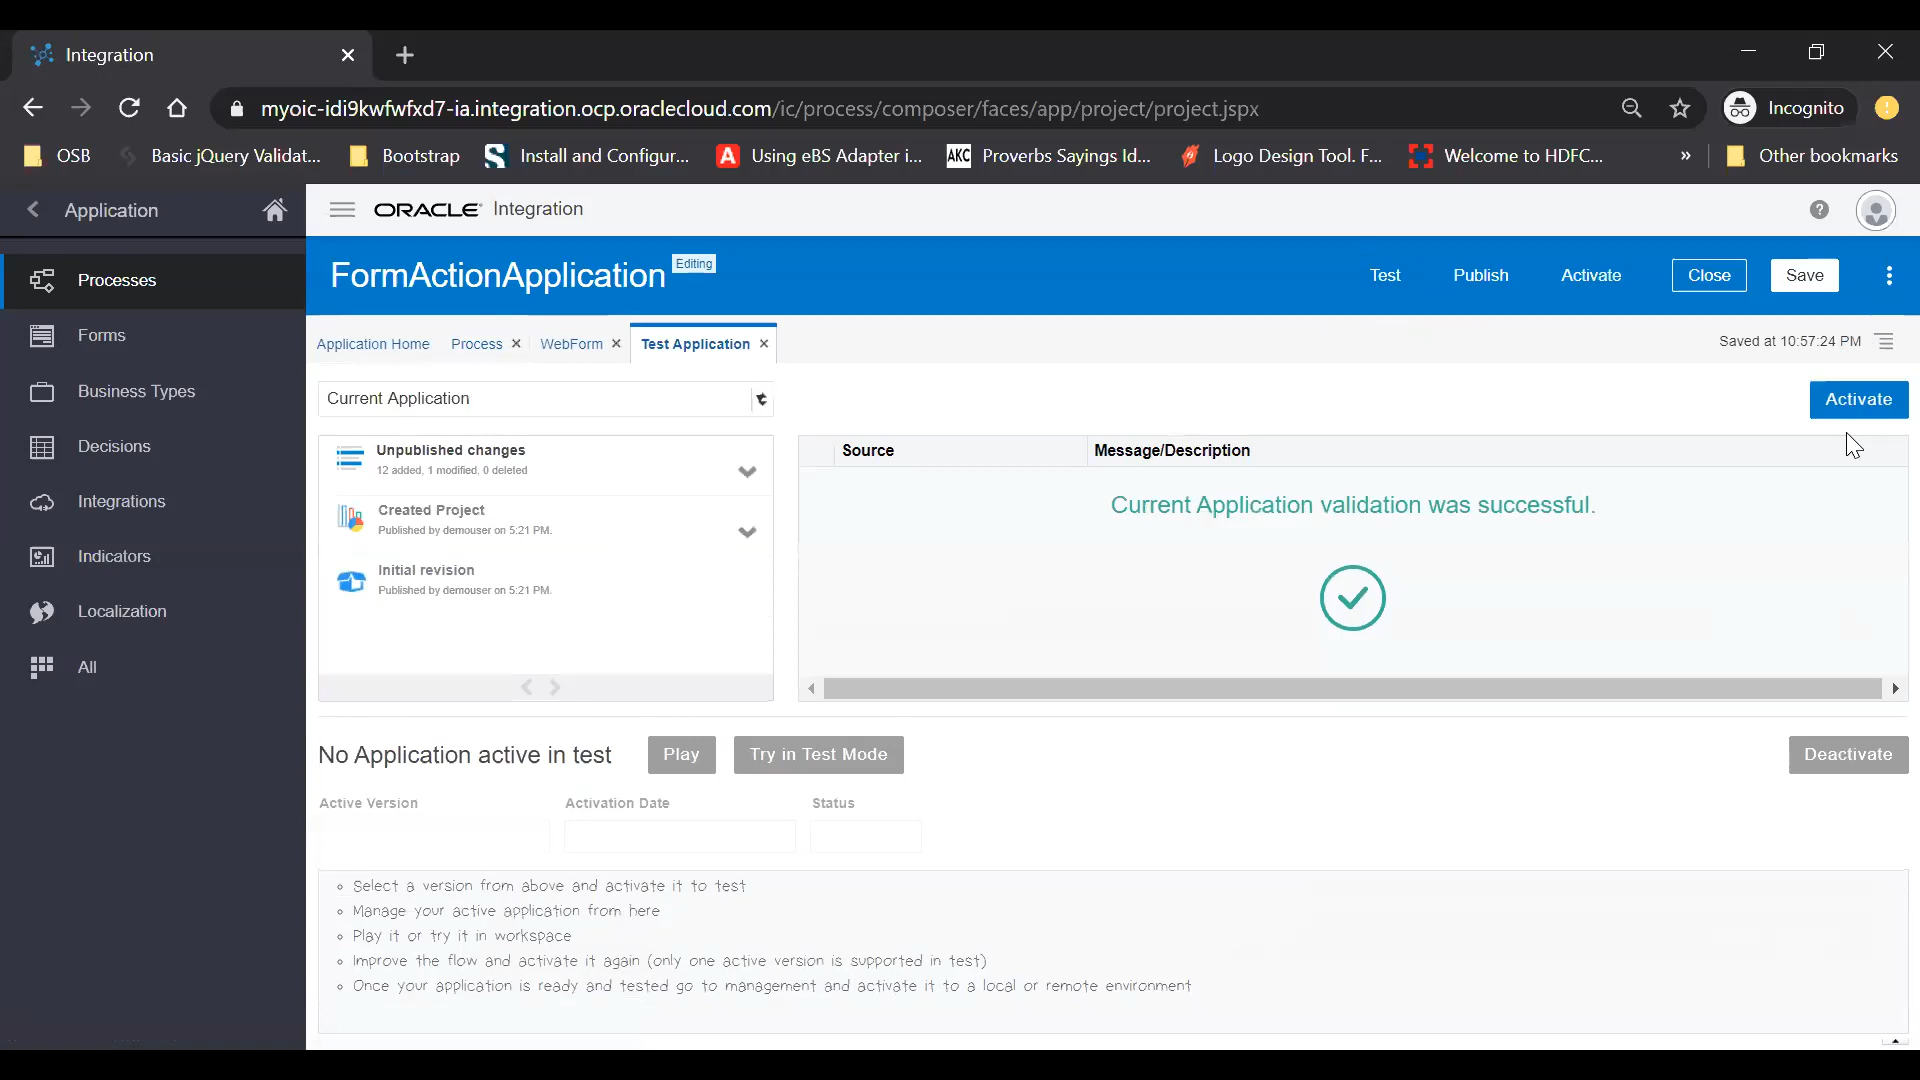 Integration
myoic-idi9kwfwfxd7-ia.integration.ocp.oraclecloud.com/ic/process/composer/faces/app/project/project.jspx
Incognito
OSB
Basic jQuery Validat...
Bootstrap
Install and Configur...
A
Using eBS Adapter i...
AKC
Proverbs Sayings Id...
Logo Design Tool. F...
Welcome to HDFC...
»
Other bookmarks
Application
ORACLE Integration
FormActionApplication
Editing
Test
Publish
Activate
Close
Save
Processes
Forms
Business Types
Decisions
Integrations
Indicators
Localization
All
Application Home
Process
WebForm
Test Application
Saved at 10:57:24 PM
Current Application
Activate
Unpublished changes
12 added, 1 modified, 0 deleted
Created Project
Published by demouser on 5:21 PM.
Initial revision
Published by demouser on 5:21 PM.
Source
Message/Description
Current Application validation was successful.
No Application active in test
Play
Try in Test Mode
Deactivate
Active Version
Activation Date
Status
Select a version from above and activate it to test
Manage your active application from here
Play it or try it in workspace
Improve the flow and activate it again (only one active version is supported in test)
Once your application is ready and tested go to management and activate it to a local or remote environment